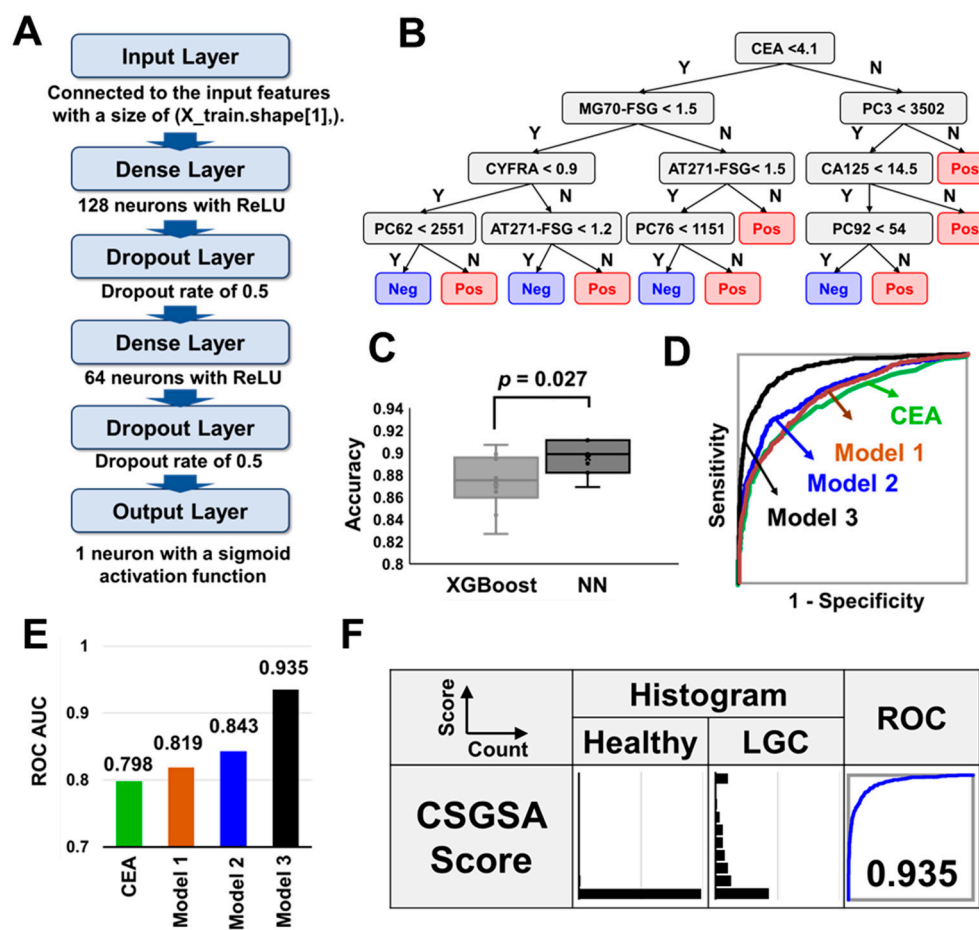 A
Input Layer
Connected to the input features
with a size of (X_train.shape[1],).
Dense Layer
128 neurons with ReLU
Dropout Layer
Dropout rate of 0.5
Dense Layer
64 neurons with ReLU
Dropout Layer
Dropout rate of 0.5
Output Layer
1 neuron with a sigmoid
activation function
B
CEA <4.1
Y N
MG70-FSG < 1.5 PC3 < 3502
Y N Y N
CYFRA < 0.9 AT271-FSG< 1.5 CA125 < 14.5 Pos
Y N Y N Y N
PC62 < 2551 AT271-FSG < 1.2 PC76 < 1151 Pos PC92 < 54 Pos
Y N Y N Y N Y N
Neg Pos Neg Pos Neg Pos Neg Pos
C
p = 0.027
Accuracy
0.94
0.92
0.9
0.88
0.86
0.84
0.82
0.8
XGBoost NN
D
Sensitivity
CEA
Model 1
Model 2
Model 3
1 - Specificity
E
ROC AUC
1
0.9
0.8
0.7
0.798
0.819
0.843
0.935
CEA
Model 1
Model 2
Model 3
F
Score
Count
Histogram
ROC
Healthy LGC
CSGSA
Score
0.935